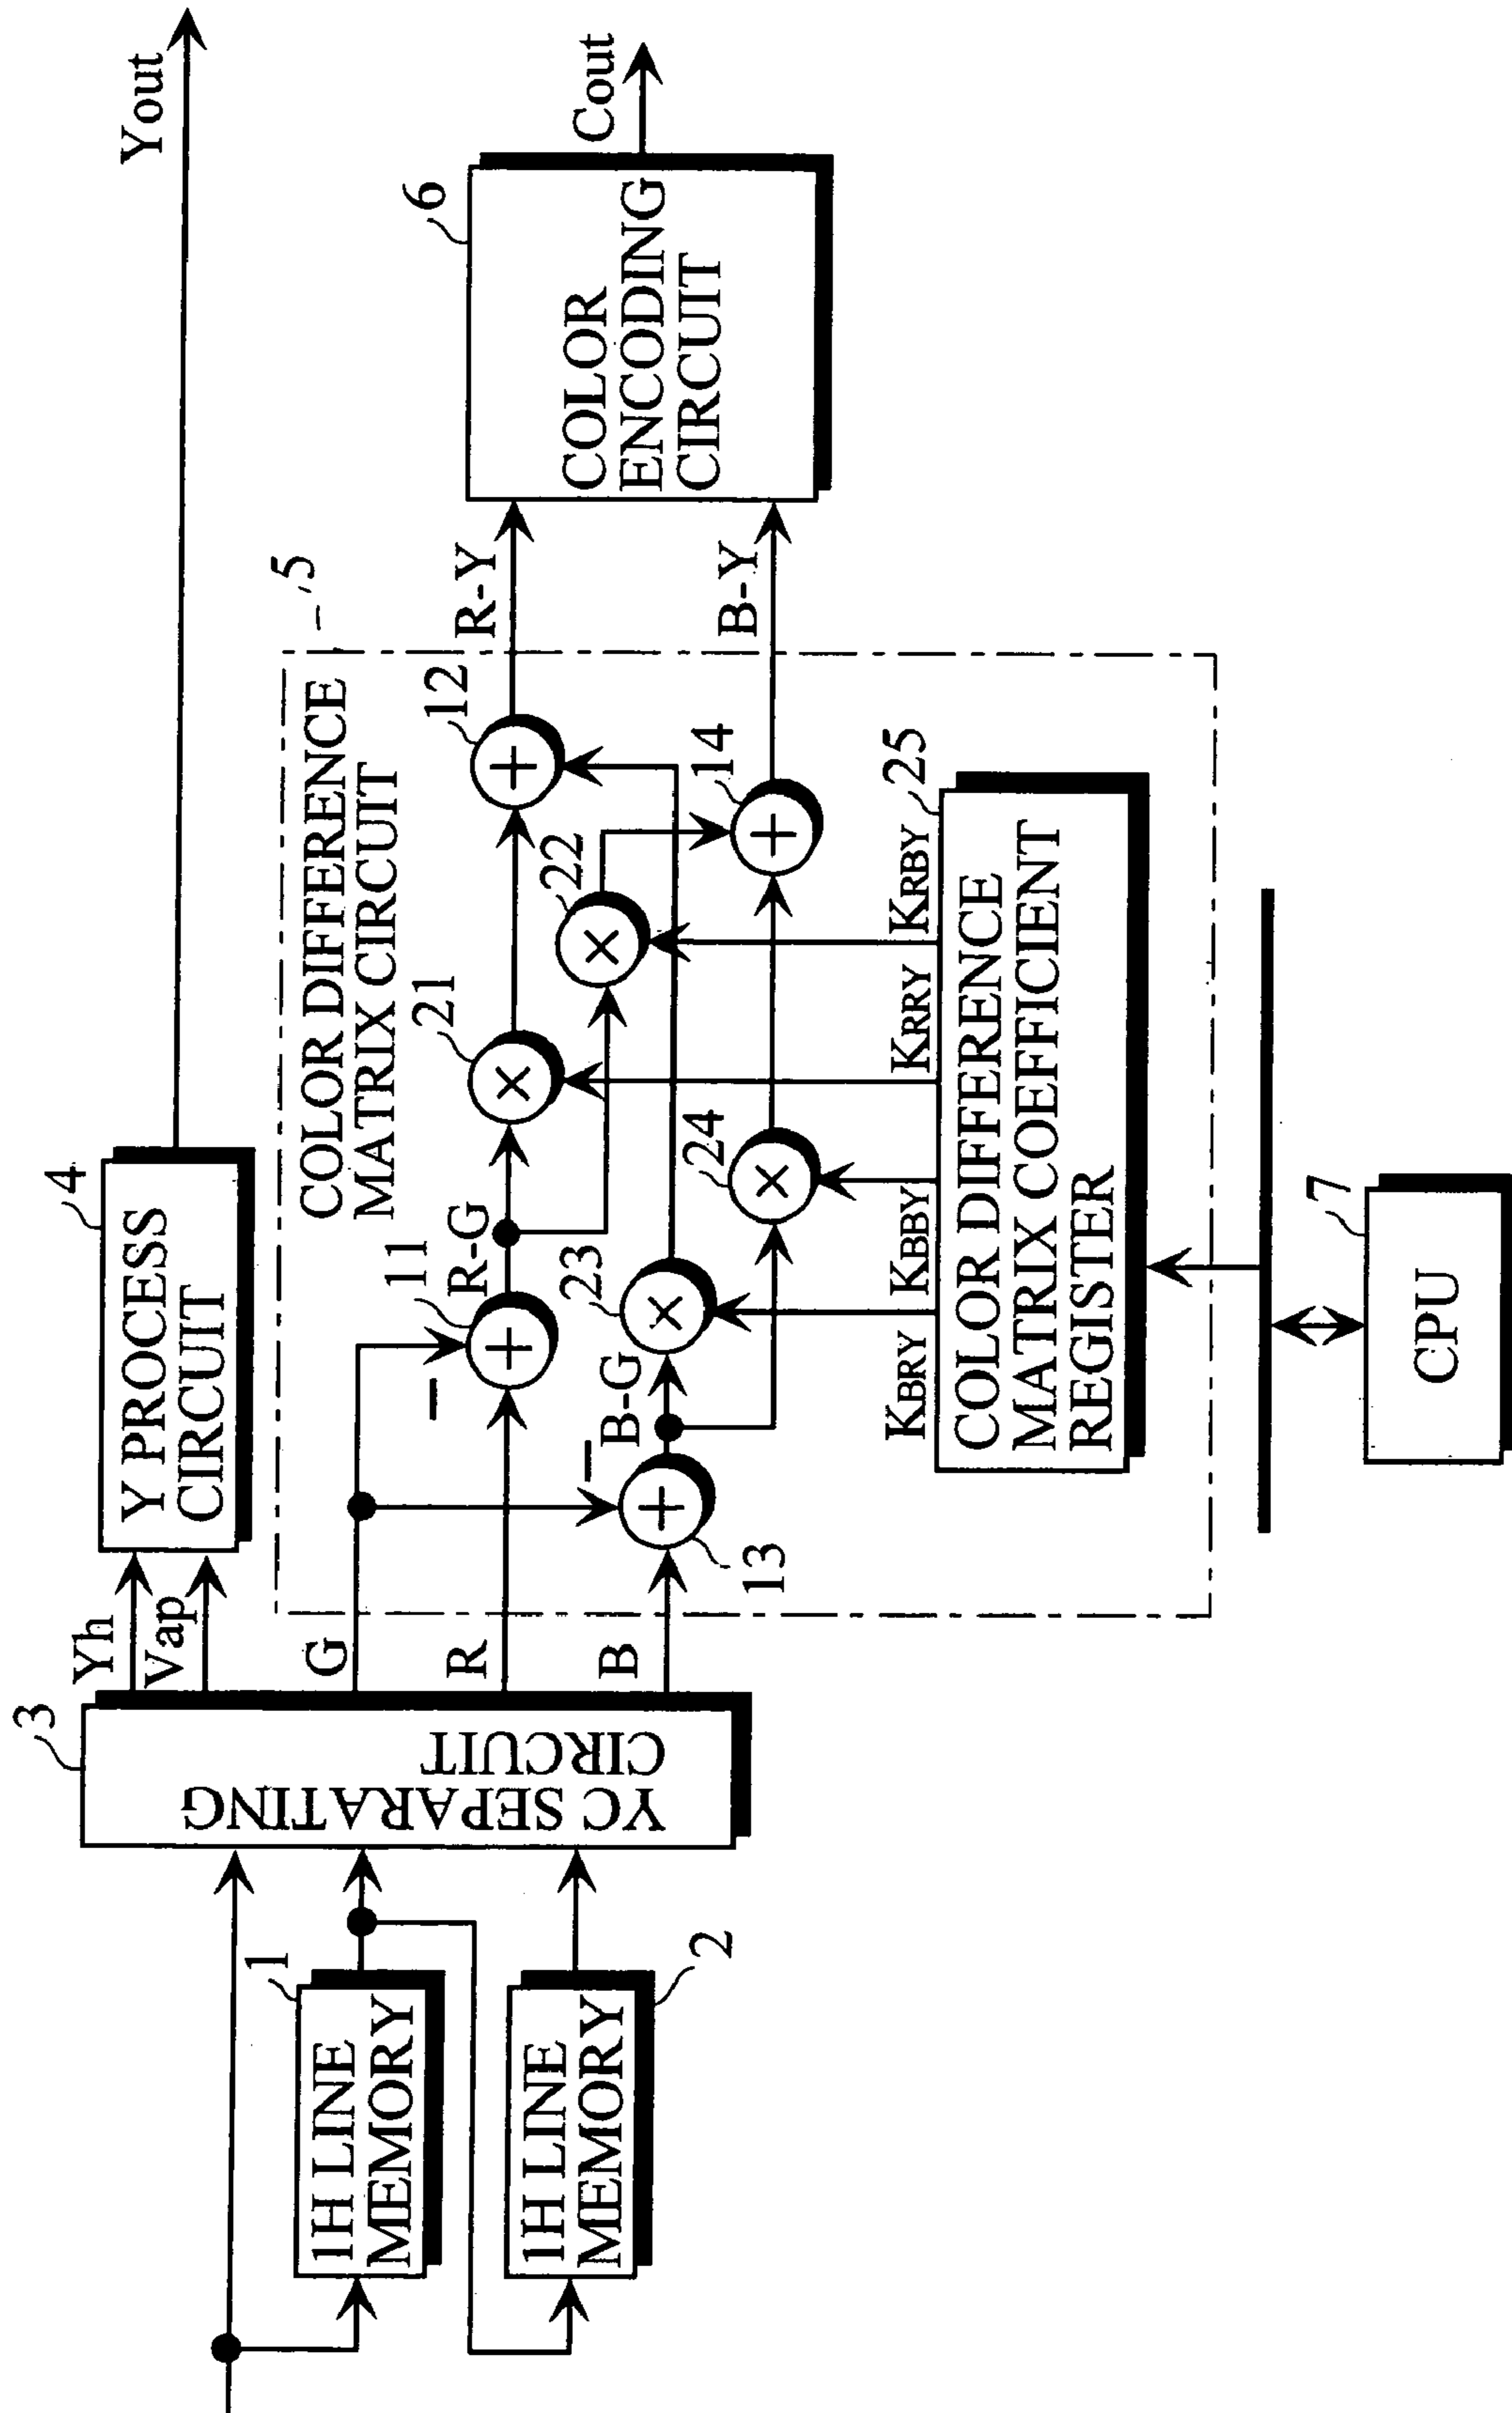 1H LINE
MEMORY
1
1H LINE
MEMORY
2
YC SEPARATING
CIRCUIT
3
Yh
Vap
G
R
B
Y PROCESS
CIRCUIT
4
Yout
COLOR DIFFERENCE
MATRIX CIRCUIT
5
13
−
B-G
−
11
R-G
23
24
21
22
12
14
+
+
×
×
×
×
+
+
KBRY
KBBY
KRRY
KRBY
25
COLOR DIFFERENCE
MATRIX COEFFICIENT
REGISTER
R-Y
B-Y
COLOR
ENCODING
CIRCUIT
6
Cout
CPU
7